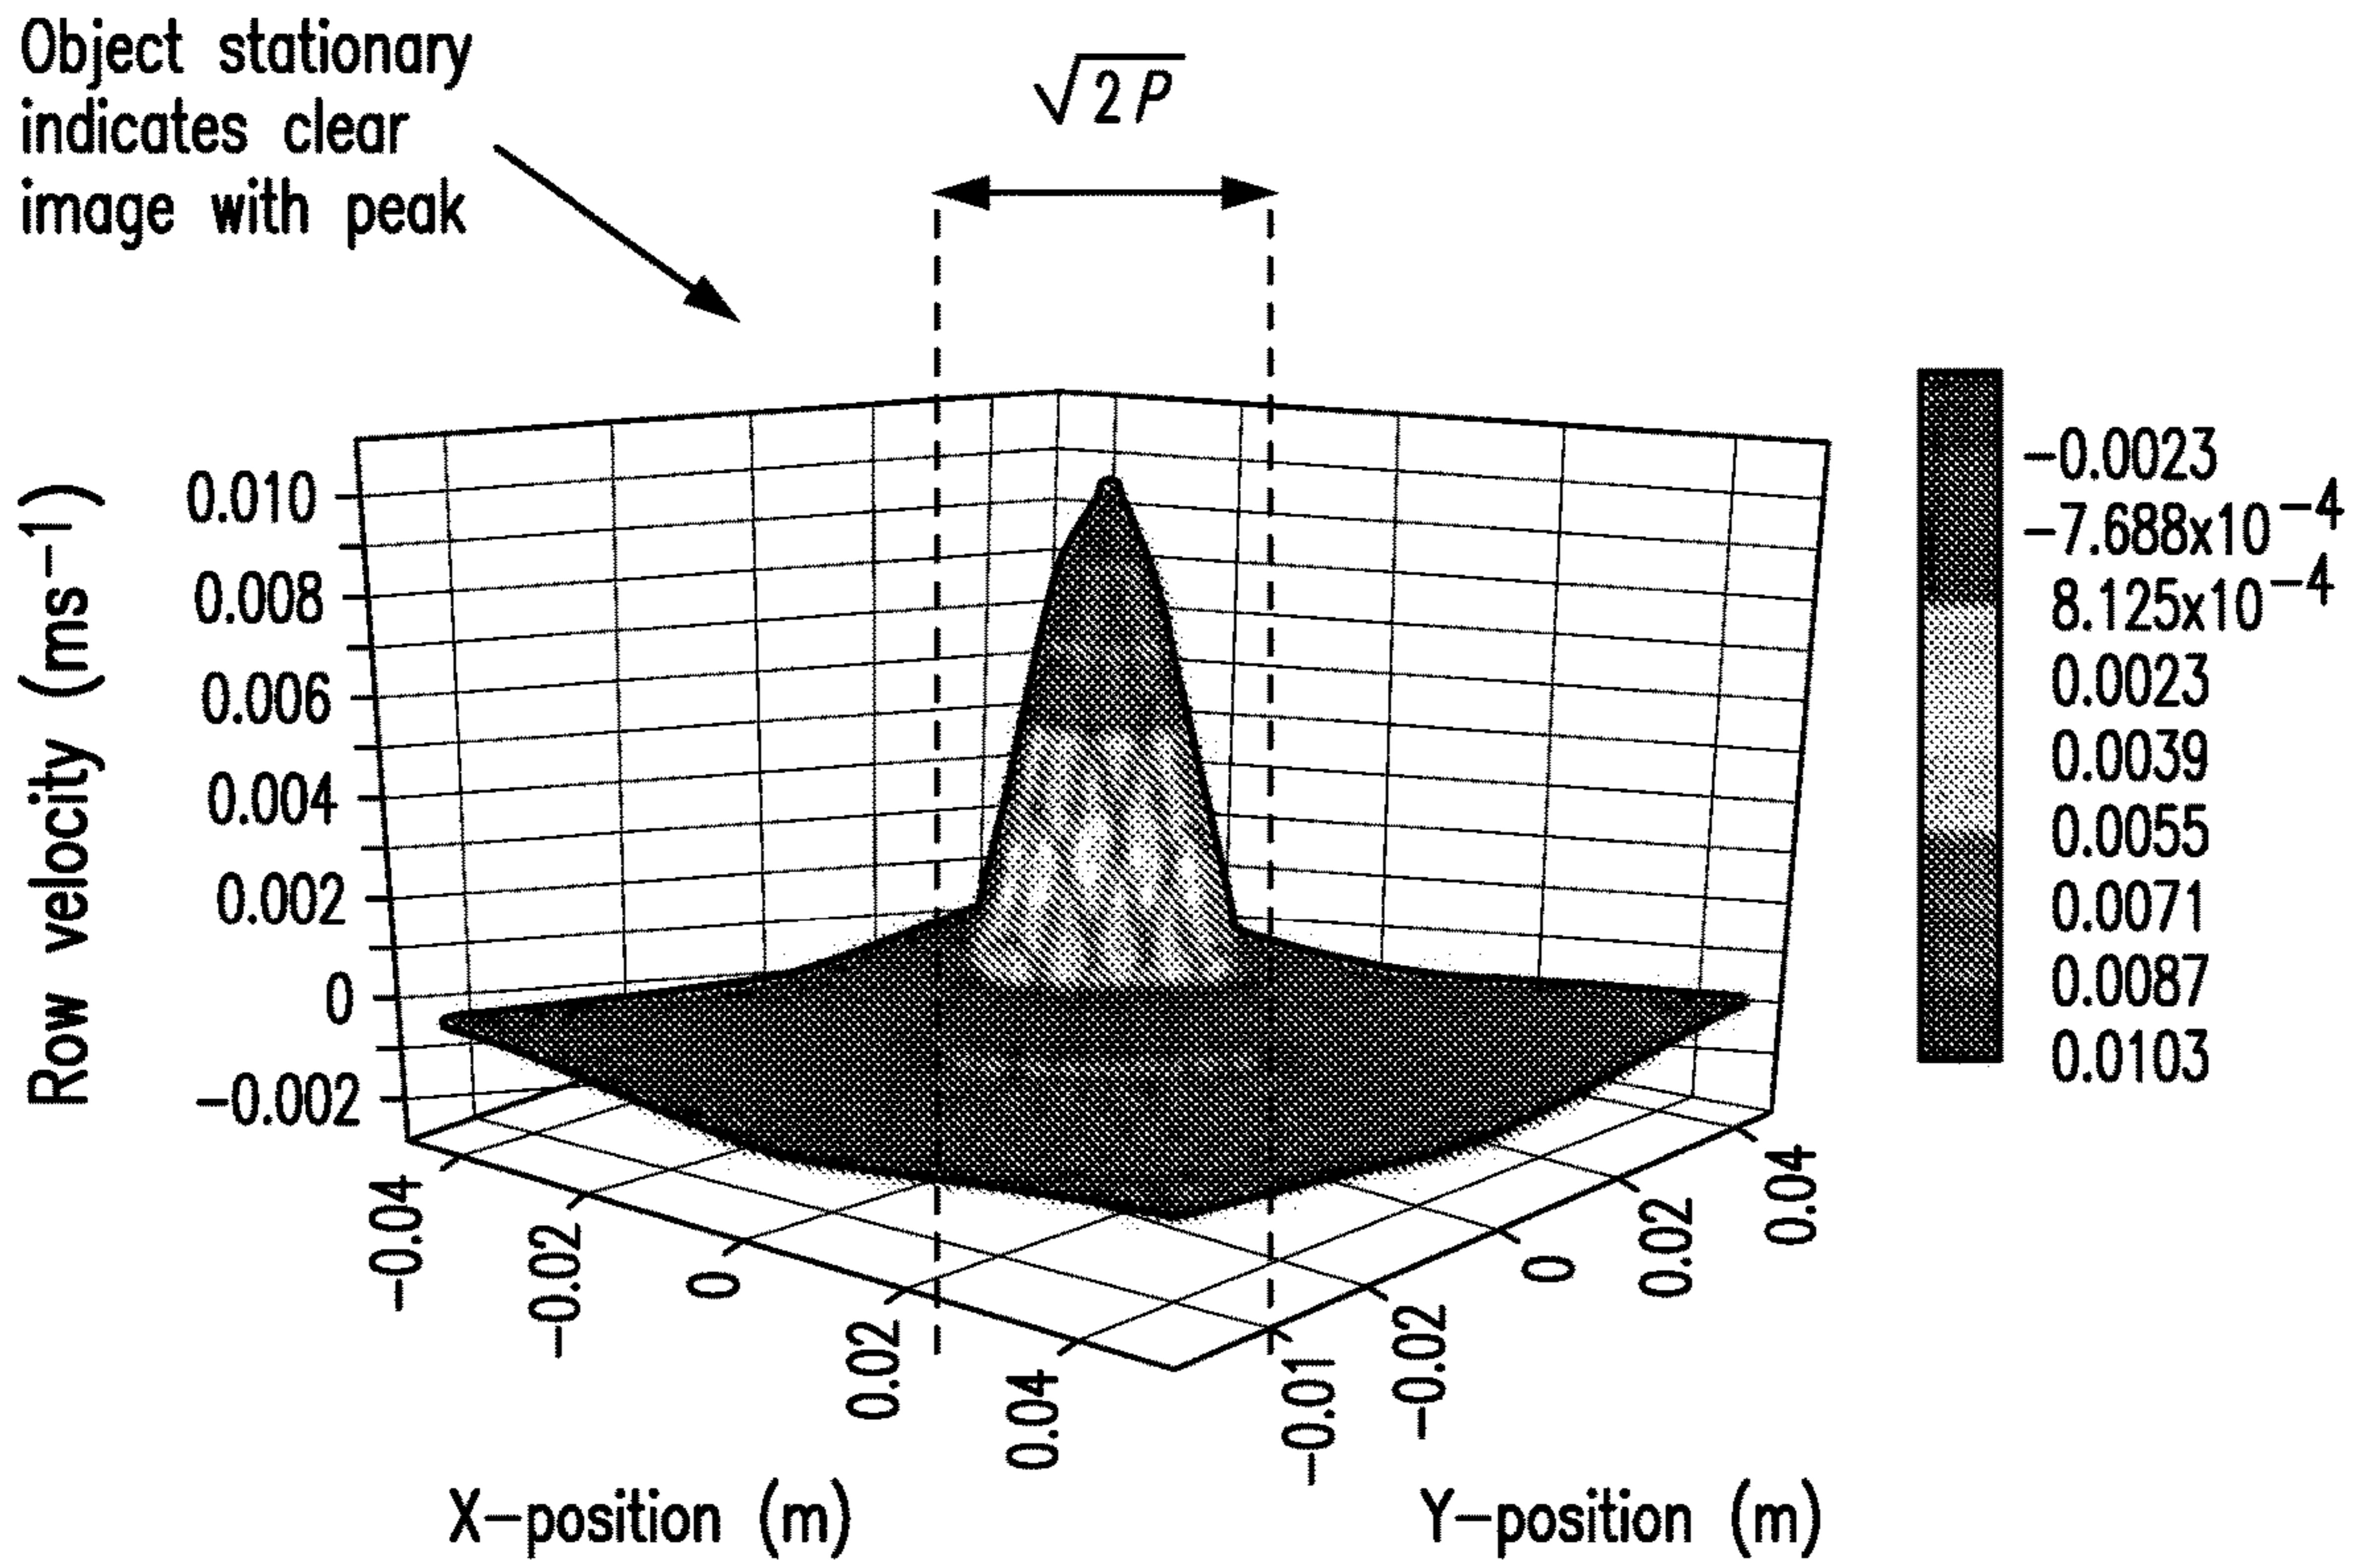 Object stationary
indicates clear
image with peak
√2P
Row velocity (ms⁻¹)
0.010
0.008
0.006
0.004
0.002
0
−0.002
−0.0023
−7.688x10⁻⁴
8.125x10⁻⁴
0.0023
0.0039
0.0055
0.0071
0.0087
0.0103
−0.04
−0.02
0
0.02
0.04
−0.01
−0.02
0
0.02
0.04
X−position (m)
Y−position (m)